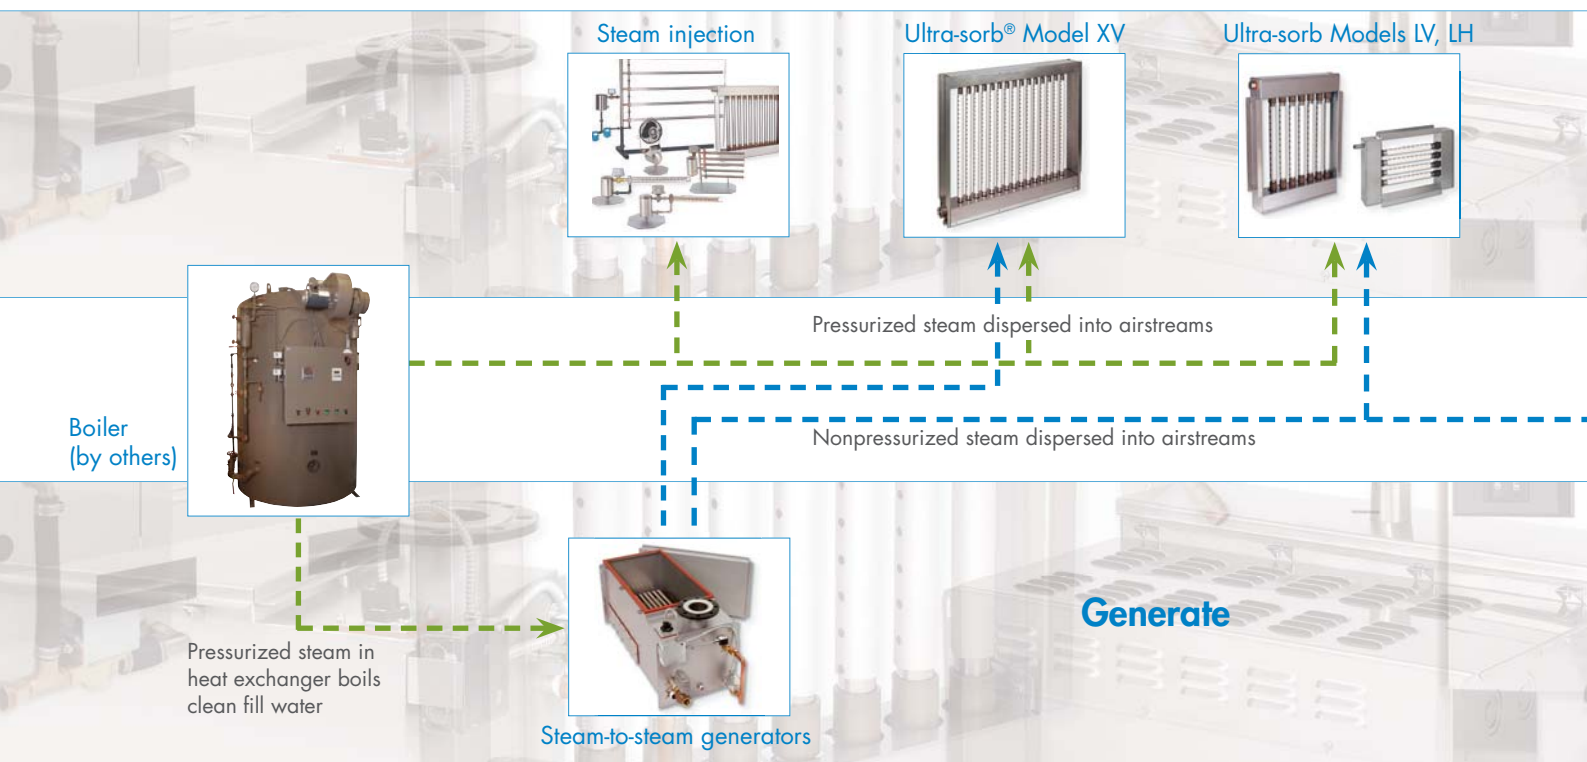 Steam injection
Ultra-sorb® Model XV
Ultra-sorb Models LV, LH
Pressurized steam dispersed into airstreams
Boiler
(by others)
Nonpressurized steam dispersed into airstreams
Generate
Pressurized steam in
heat exchanger boils
clean fill water
Steam-to-steam generators